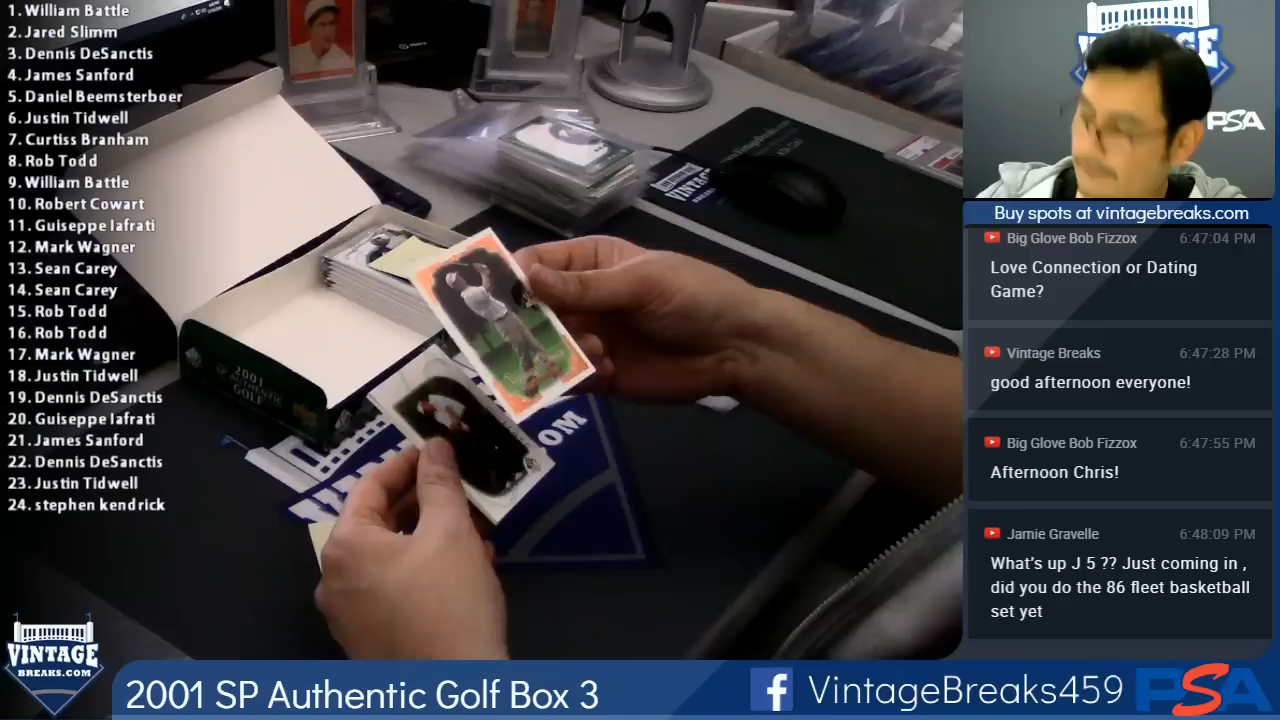 1. William Battle
2. Jared Slimm
3. Dennis DeSanctis
4. James Sanford
5. Daniel Beemsterboer
6. Justin Tidwell
7. Curtiss Branham
8. Rob Todd
9. William Battle
10. Robert Cowart
11. Guiseppe Iafrati
12. Mark Wagner
13. Sean Carey
14. Sean Carey
15. Rob Todd
16. Rob Todd
17. Mark Wagner
18. Justin Tidwell
19. Dennis DeSanctis
20. Guiseppe Iafrati
21. James Sanford
22. Dennis DeSanctis
23. Justin Tidwell
24. stephen kendrick
2001
SP AUTHENTIC
GOLF
VINTAGE
OM
VINTAGE
PSA
Buy spots at vintagebreaks.com
Big Glove Bob Fizzox 6:47:04 PM
Love Connection or Dating
Game?
Vintage Breaks 6:47:28 PM
good afternoon everyone!
Big Glove Bob Fizzox 6:47:55 PM
Afternoon Chris!
Jamie Gravelle 6:48:09 PM
What's up J 5 ?? Just coming in ,
did you do the 86 fleet basketball
set yet
VINTAGE
BREAKS.COM
2001 SP Authentic Golf Box 3
f VintageBreaks459
PSA